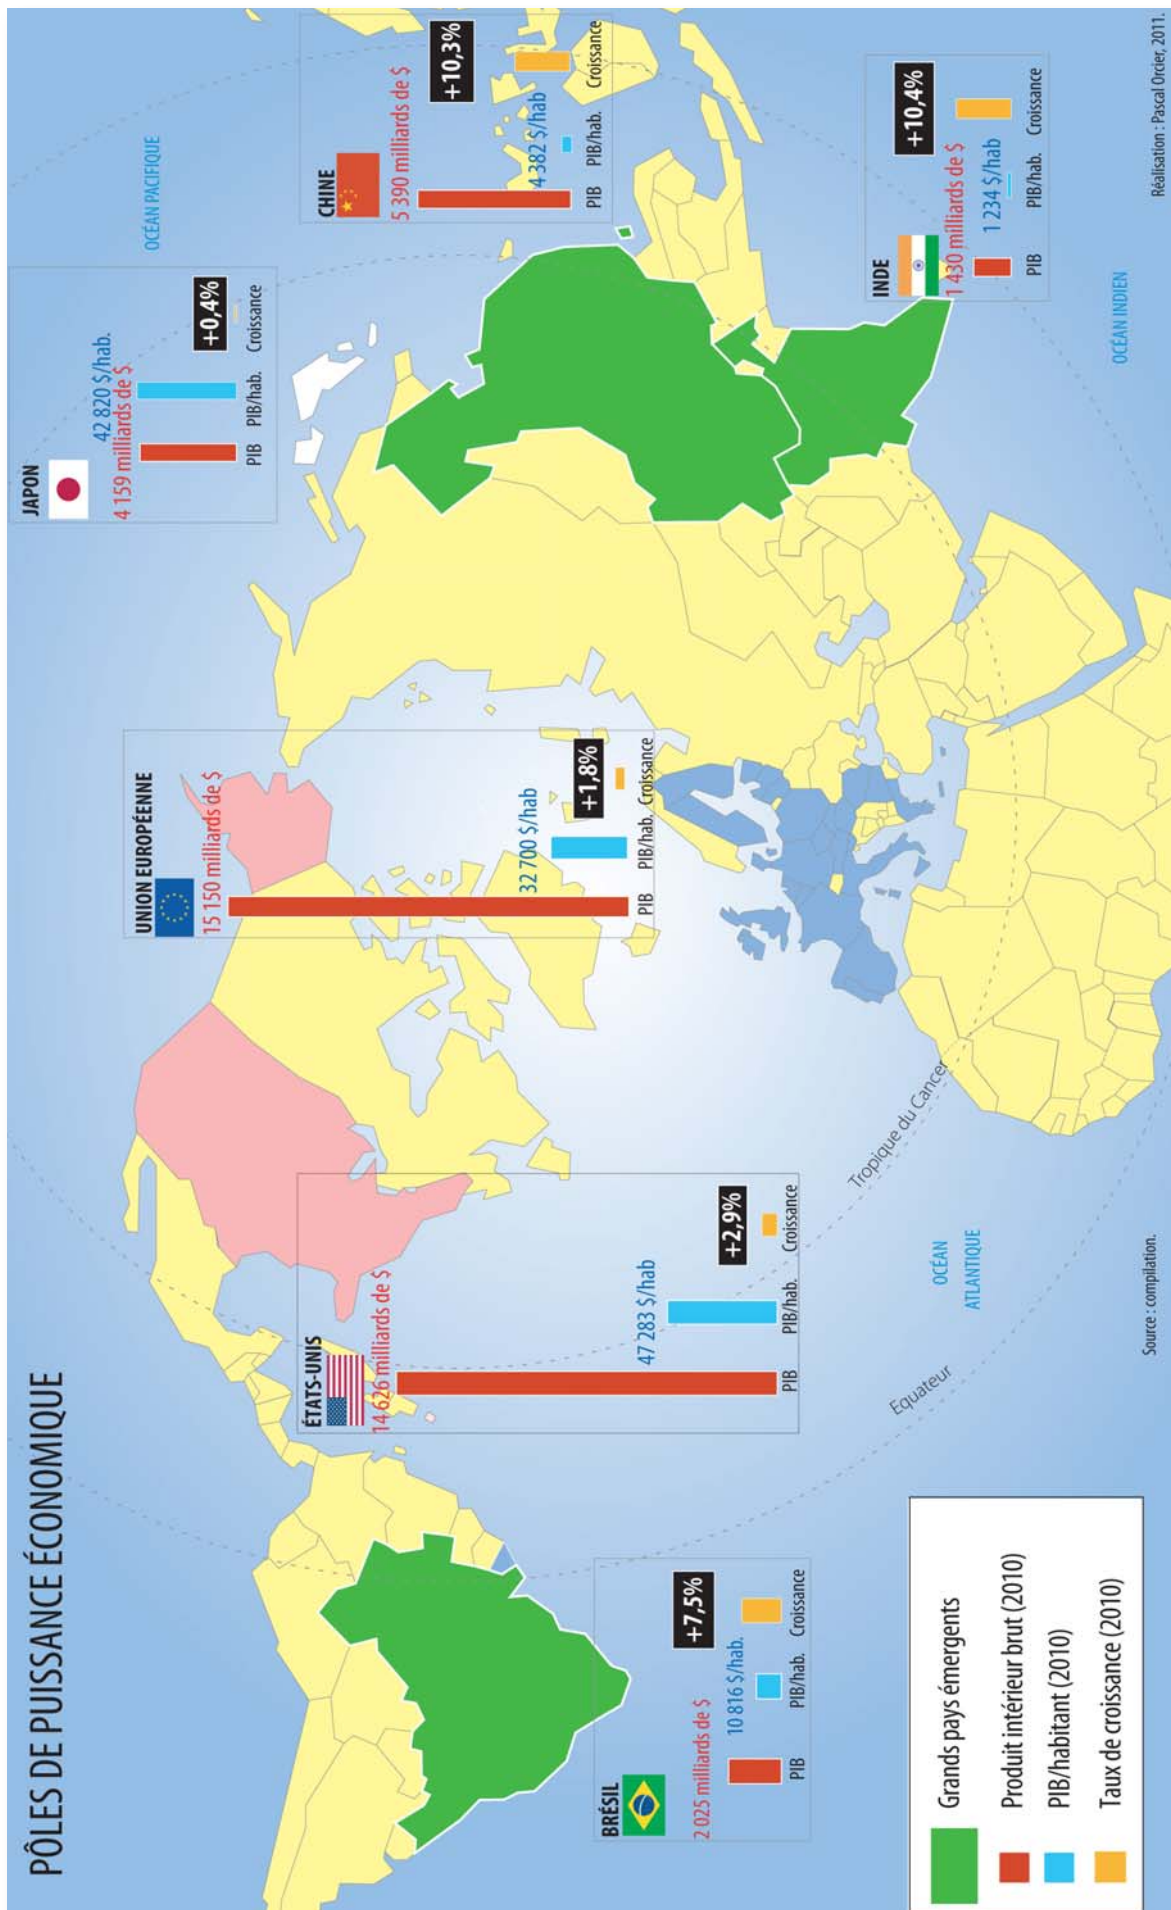 PÔLES DE PUISSANCE ÉCONOMIQUE
JAPON
42 820 $/hab.
4 159 milliards de $
+0,4%
PIB
PIB/hab.
Croissance
OCÉAN PACIFIQUE
UNION EUROPÉENNE
15 150 milliards de $
32 700 $/hab
+1,8%
PIB
PIB/hab.
Croissance
ÉTATS-UNIS
14 626 milliards de $
47 283 $/hab
+2,9%
PIB
PIB/hab.
Croissance
CHINE
5 390 milliards de $
+10,3%
4 382 $/hab
PIB
PIB/hab.
Croissance
BRÉSIL
2 025 milliards de $
+7,5%
10 816 $/hab.
PIB
PIB/hab.
Croissance
INDE
+10,4%
1 430 milliards de $
1 234 $/hab
PIB
PIB/hab.
Croissance
Tropique du Cancer
Equateur
OCÉAN
ATLANTIQUE
OCÉAN INDIEN
Grands pays émergents
Produit intérieur brut (2010)
PIB/habitant (2010)
Taux de croissance (2010)
Source : compilation.
Réalisation : Pascal Orcier, 2011.